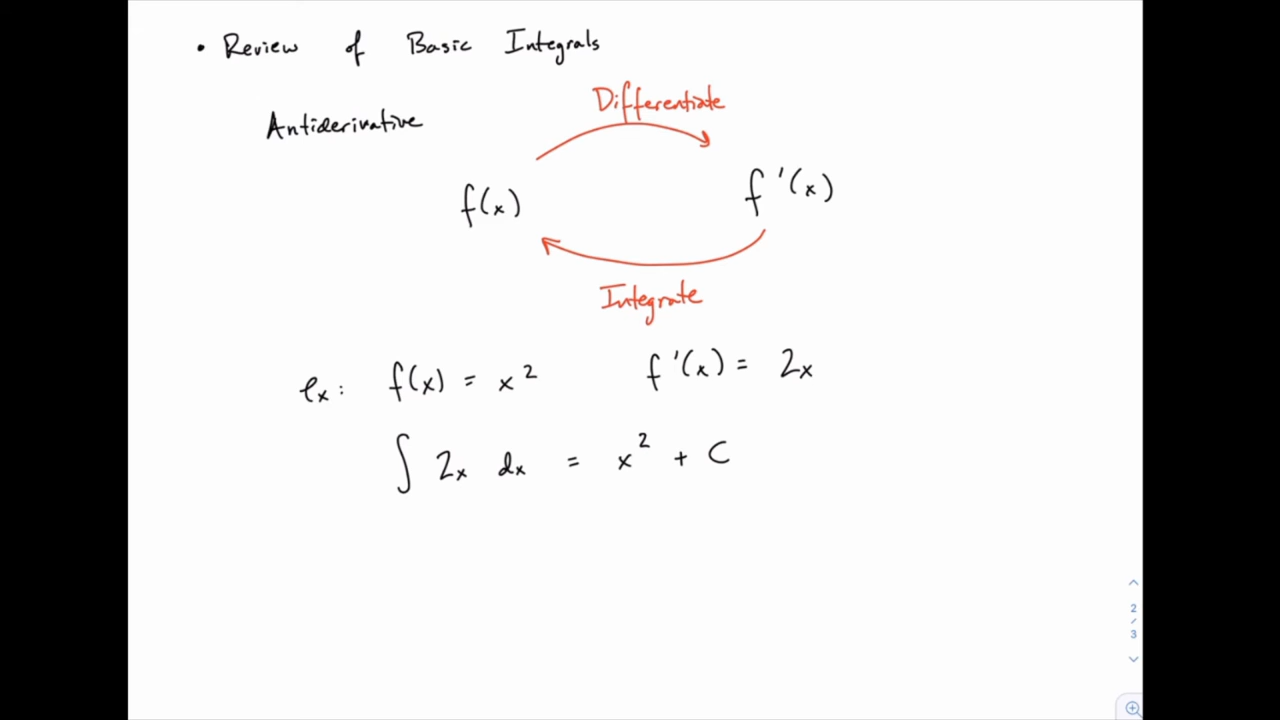 • Review of Basic Integrals
Differentiate
Antiderivative
f(x) f'(x)
Integrate
ex: f(x) = x² f'(x) = 2x
∫ 2x dx = x² + C
2
/
3